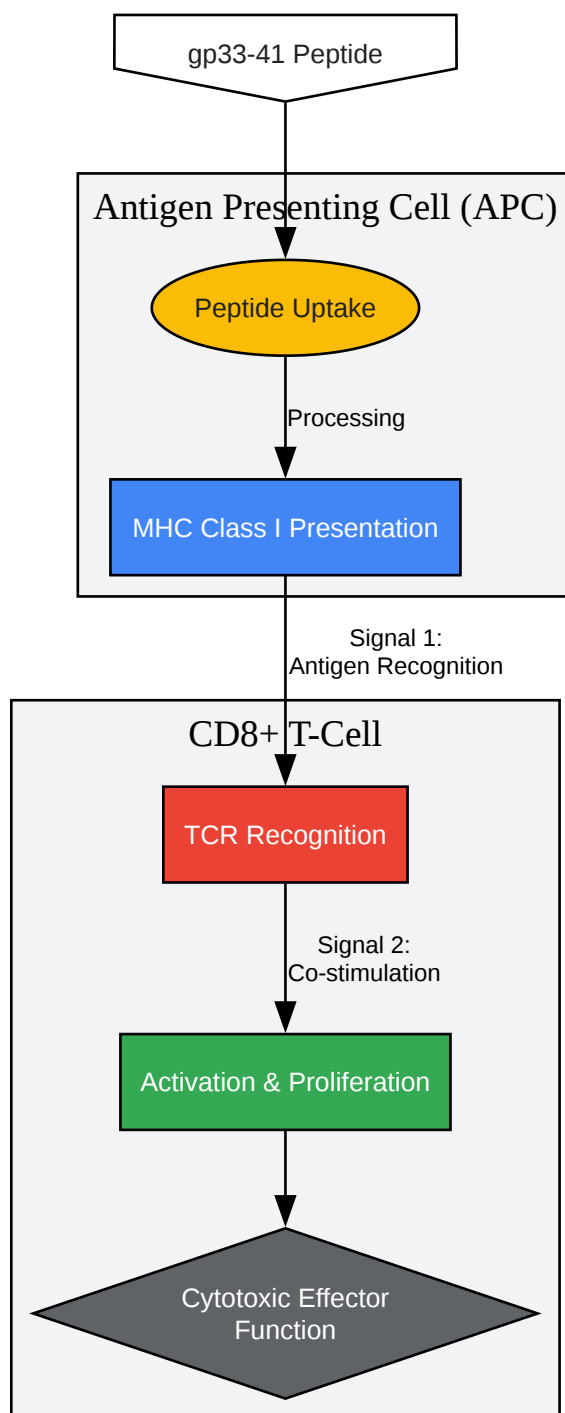 gp33-41 Peptide
Antigen Presenting Cell (APC)
Peptide Uptake
Processing
MHC Class I Presentation
Signal 1:
Antigen Recognition
CD8+ T-Cell
TCR Recognition
Signal 2:
Co-stimulation
Activation & Proliferation
Cytotoxic Effector
Function